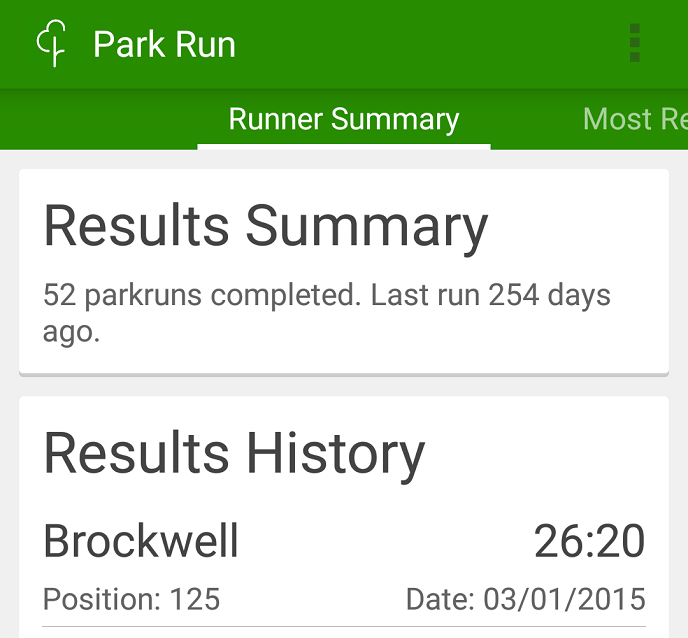 Park Run
Runner Summary Most Re
Results Summary
52 parkruns completed. Last run 254 days
ago.
Results History
Brockwell 26:20
Position: 125 Date: 03/01/2015